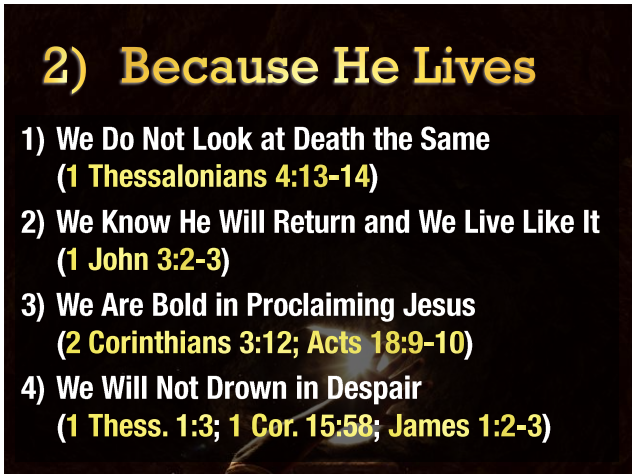 2) Because He Lives
1) We Do Not Look at Death the Same
(1 Thessalonians 4:13-14)
2) We Know He Will Return and We Live Like It
(1 John 3:2-3)
3) We Are Bold in Proclaiming Jesus
(2 Corinthians 3:12; Acts 18:9-10)
4) We Will Not Drown in Despair
(1 Thess. 1:3; 1 Cor. 15:58; James 1:2-3)